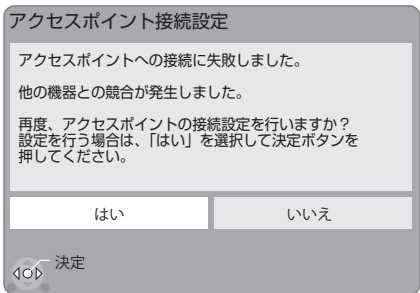 アクセスポイント接続設定
アクセスポイントへの接続に失敗しました。
他の機器との競合が発生しました。
再度、アクセスポイントの接続設定を行いますか？
設定を行う場合は、「はい」を選択して決定ボタンを
押してください。
はい
いいえ
決定